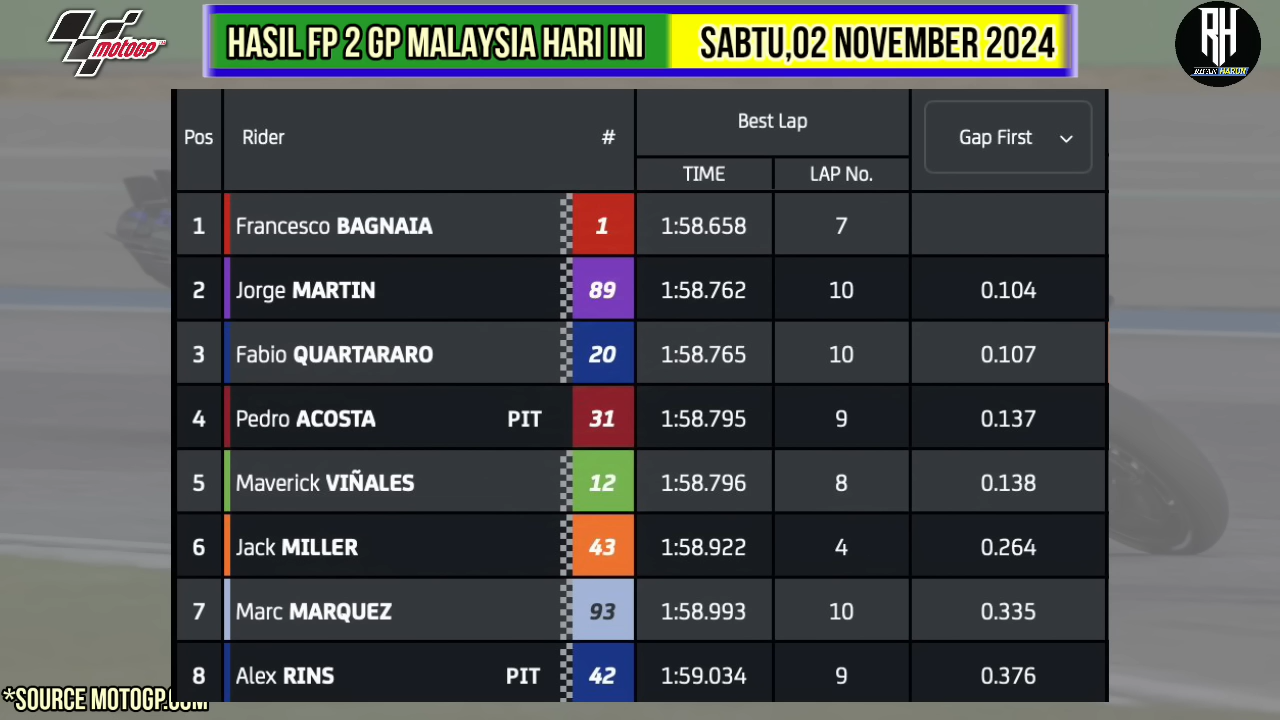 motoGP
HASIL FP 2 GP MALAYSIA HARI INI SABTU,02 NOVEMBER 2024
RH
RIFAN HARUN
Pos Rider # Best Lap Gap First
TIME LAP No.
1 Francesco BAGNAIA 1 1:58.658 7
2 Jorge MARTIN 89 1:58.762 10 0.104
3 Fabio QUARTARARO 20 1:58.765 10 0.107
4 Pedro ACOSTA PIT 31 1:58.795 9 0.137
5 Maverick VIÑALES 12 1:58.796 8 0.138
6 Jack MILLER 43 1:58.922 4 0.264
7 Marc MARQUEZ 93 1:58.993 10 0.335
8 Alex RINS PIT 42 1:59.034 9 0.376
*SOURCE MOTOGP.COM